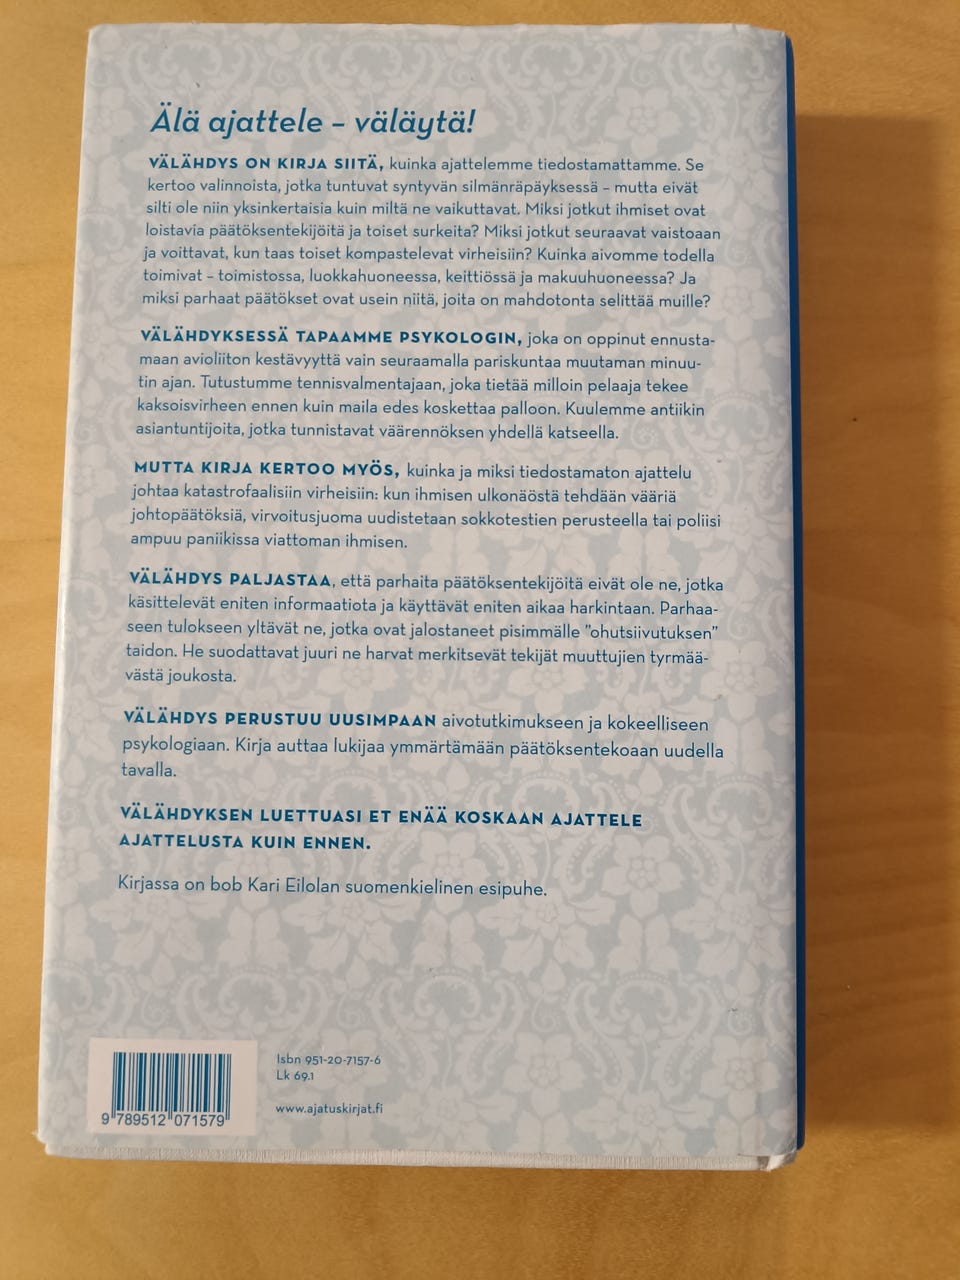 Älä ajattele – väläytä!
VÄLÄHDYS ON KIRJA SIITÄ, kuinka ajattelemme tiedostamattamme. Se
kertoo valinnoista, jotka tuntuvat syntyvän silmänräpäyksessä – mutta eivät
silti ole niin yksinkertaisia kuin miltä ne vaikuttavat. Miksi jotkut ihmiset ovat
loistavia päätöksentekijöitä ja toiset surkeita? Miksi jotkut seuraavat vaistoaan
ja voittavat, kun taas toiset kompastelevat virheisiin? Kuinka aivomme todella
toimivat – toimistossa, luokkahuoneessa, keittiössä ja makuuhuoneessa? Ja
miksi parhaat päätökset ovat usein niitä, joita on mahdotonta selittää muille?
VÄLÄHDYKSESSÄ TAPAAMME PSYKOLOGIN, joka on oppinut ennusta-
maan avioliiton kestävyyttä vain seuraamalla pariskuntaa muutaman minuu-
tin ajan. Tutustumme tennisvalmentajaan, joka tietää milloin pelaaja tekee
kaksoisvirheen ennen kuin maila edes koskettaa palloon. Kuulemme antiikin
asiantuntijoita, jotka tunnistavat väärennöksen yhdellä katseella.
MUTTA KIRJA KERTOO MYÖS, kuinka ja miksi tiedostamaton ajattelu
johtaa katastrofaalisiin virheisiin: kun ihmisen ulkonäöstä tehdään vääriä
johtopäätöksiä, virvoitusjuoma uudistetaan sokkotestien perusteella tai poliisi
ampuu paniikissa viattoman ihmisen.
VÄLÄHDYS PALJASTAA, että parhaita päätöksentekijöitä eivät ole ne, jotka
käsittelevät eniten informaatiota ja käyttävät eniten aikaa harkintaan. Parhaa-
seen tulokseen yltävät ne, jotka ovat jalostaneet pisimmälle ”ohutsiivutuksen”
taidon. He suodattavat juuri ne harvat merkitsevät tekijät muuttujien tyrmää-
västä joukosta.
VÄLÄHDYS PERUSTUU UUSIMPAAN aivotutkimukseen ja kokeelliseen
psykologiaan. Kirja auttaa lukijaa ymmärtämään päätöksentekoaan uudella
tavalla.
VÄLÄHDYKSEN LUETTUASI ET ENÄÄ KOSKAAN AJATTELE
AJATTELUSTA KUIN ENNEN.
Kirjassa on bob Kari Eilolan suomenkielinen esipuhe.
Isbn 951-20-7157-6
Lk 69.1
www.ajatuskirjat.fi
9 789512 071579